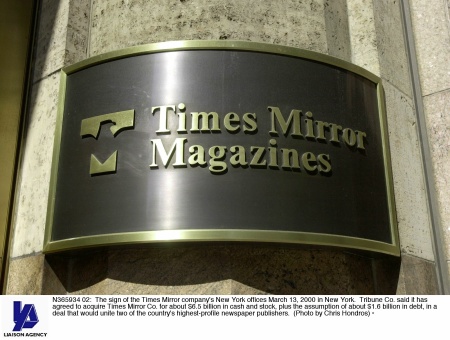 Times Mirror
Magazines
N365934 02:  The sign of the Times Mirror company's New York offices March 13, 2000 in New York.  Tribune Co. said it has
agreed to acquire Times Mirror Co. for about $6.5 billion in cash and stock, plus the assumption of about $1.6 billion in debt, in a
deal that would unite two of the country's highest-profile newspaper publishers.  (Photo by Chris Hondros)
LIAISON AGENCY